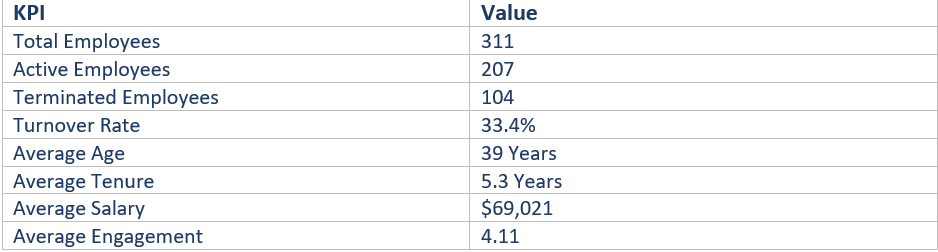 KPI Value
Total Employees 311
Active Employees 207
Terminated Employees 104
Turnover Rate 33.4%
Average Age 39 Years
Average Tenure 5.3 Years
Average Salary $69,021
Average Engagement 4.11